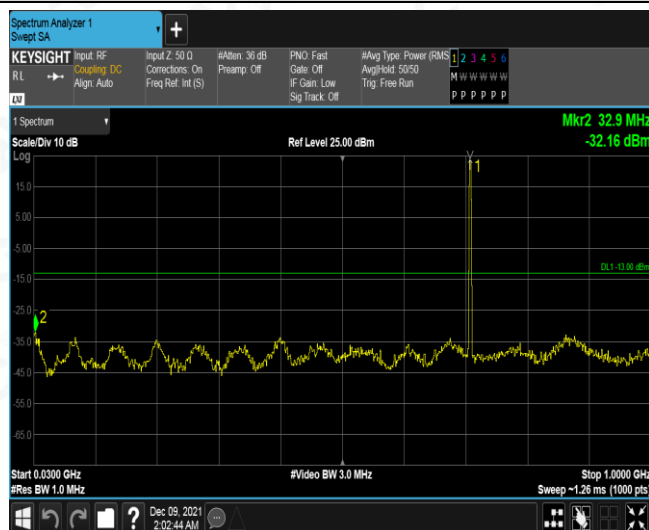 Spectrum Analyzer 1
Swept SA
+
KEYSIGHT Input: RF Input Z: 50 Ω #Atten: 36 dB PNO: Fast #Avg Type: Power (RMS 1 2 3 4 5 6
RL Coupling: DC Corrections: On Preamp: Off Gate: Off Avg|Hold: 50/50 M W W W W W
Align: Auto Freq Ref: Int (S) IF Gain: Low Trig: Free Run
LXI Sig Track: Off P P P P P P
1 Spectrum Mkr2 32.9 MHz
Scale/Div 10 dB Ref Level 25.00 dBm -32.16 dBm
Log
1
15.0
5.00
-5.00
DL1 -13.00 dBm
-15.0
-25.0
2
-35.0
-45.0
-55.0
-65.0
Start 0.0300 GHz #Video BW 3.0 MHz Stop 1.0000 GHz
#Res BW 1.0 MHz Sweep ~1.26 ms (1000 pts)
? Dec 09, 2021
2:02:44 AM